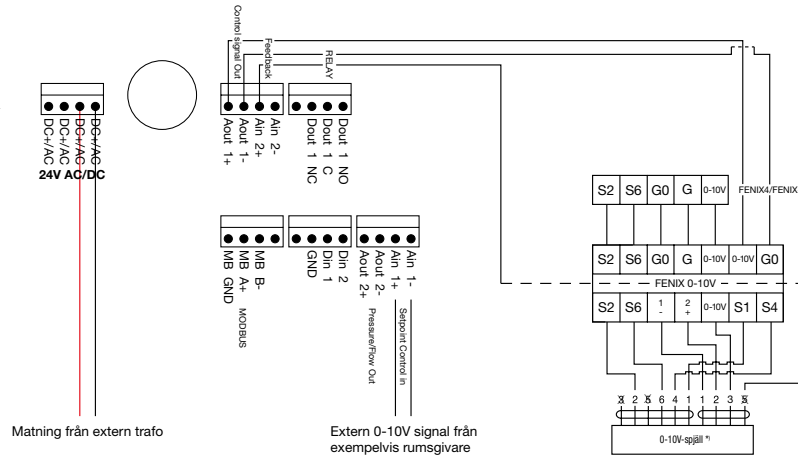 Control signal Out
Feedback
RELAY
DC+/AC
DC+/AC
DC+/AC
DC+/AC
24V AC/DC
Aout 1+
Aout 1-
Ain 2+
Ain 2-
Dout 1 NC
Dout 1 C
Dout 1 NO
S2 S6 G0 G 0-10V FENIX4/FENIX
MB GND
MB A+
MB B-
MODBUS
GND
Din 1
Din 2
Aout 2+
Aout 2-
Ain 1+
Ain 1-
Pressure/Flow Out
Setpoint Control in
S2 S6 G0 G 0-10V 0-10V G0
FENIX 0-10V
S2 S6 1 - 2 + 0-10V S1 S4
3 2 5 6 4 1 1 2 3 5
0-10V-spjäll *)
Matning från extern trafo
Extern 0-10V signal från
exempelvis rumsgivare